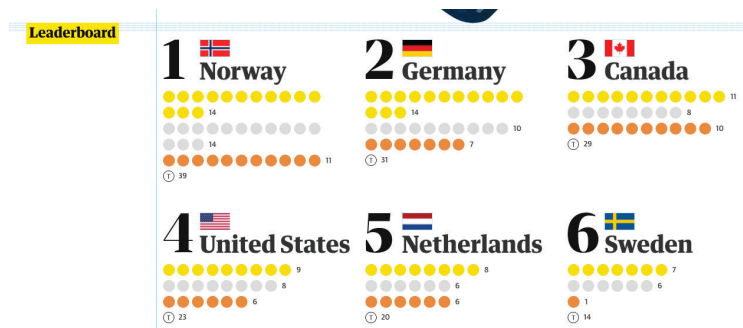 Leaderboard
1 Norway
14
14
11
T 39
2 Germany
14
10
7
T 31
3 Canada
11
8
10
T 29
4 United States
9
8
6
T 23
5 Netherlands
8
6
6
T 20
6 Sweden
7
6
1
T 14